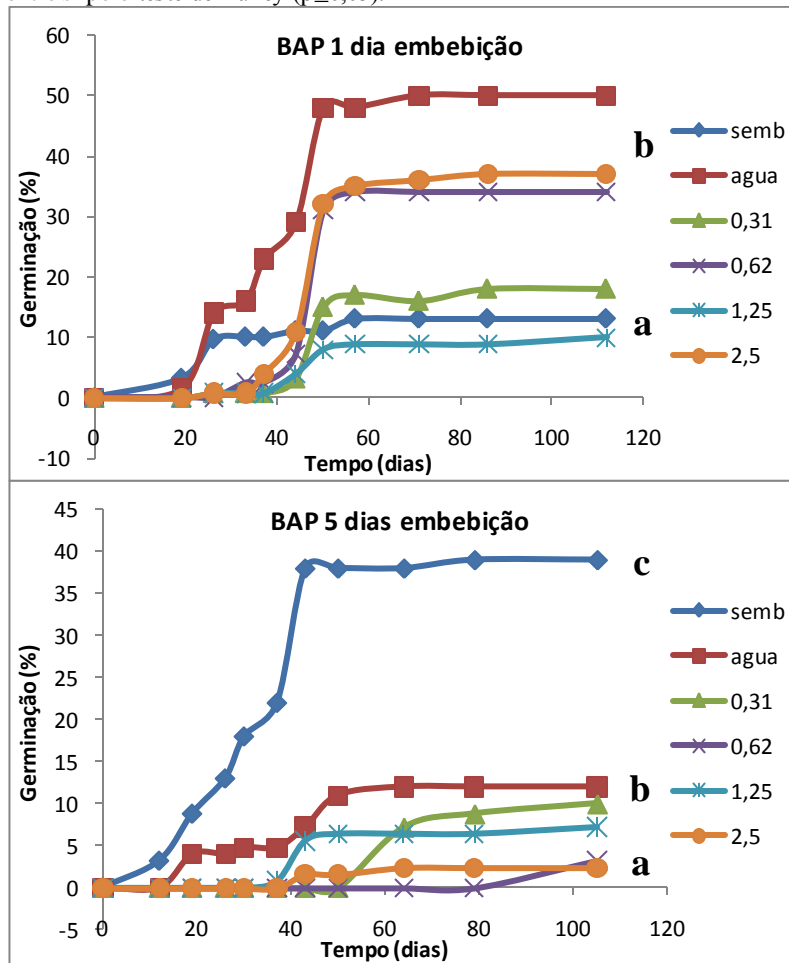 BAP 1 dia embebição
60
50
40
30
20
10
0
-10
Germinação (%)
0 20 40 60 80 100 120
Tempo (dias)
b
a
semb
agua
0,31
0,62
1,25
2,5
BAP 5 dias embebição
45
40
35
30
25
20
15
10
5
0
-5
Germinação (%)
0 20 40 60 80 100 120
Tempo (dias)
c
b
a
semb
agua
0,31
0,62
1,25
2,5